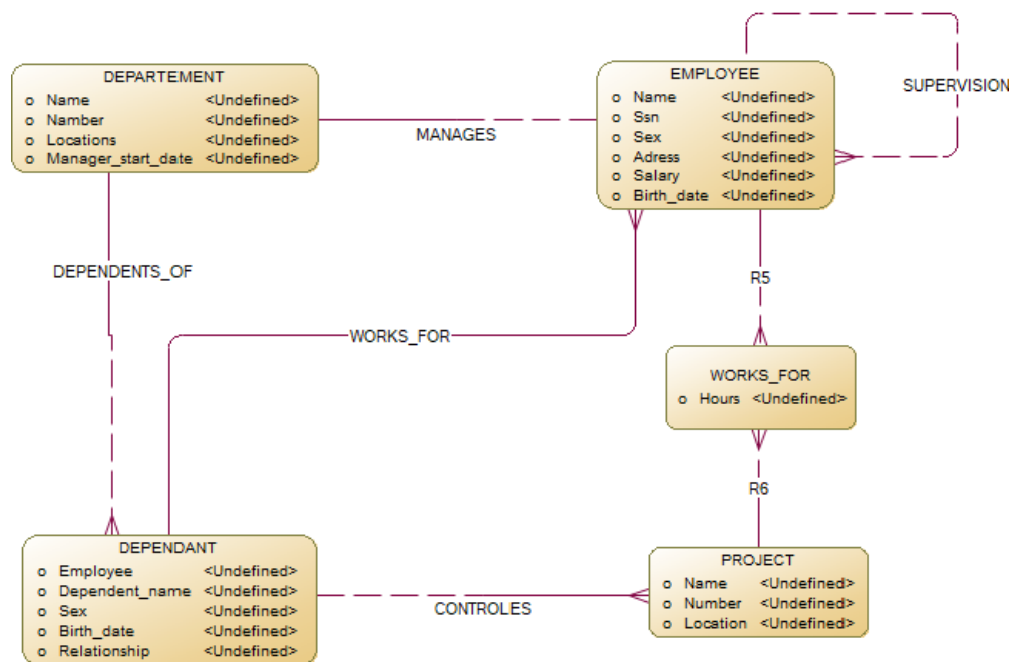 DEPARTEMENT
o Name <Undefined>
o Namber <Undefined>
o Locations <Undefined>
o Manager_start_date <Undefined>
MANAGES
EMPLOYEE
o Name <Undefined>
o Ssn <Undefined>
o Sex <Undefined>
o Adress <Undefined>
o Salary <Undefined>
o Birth_date <Undefined>
SUPERVISION
DEPENDENTS_OF
WORKS_FOR
R5
WORKS_FOR
o Hours <Undefined>
R6
DEPENDANT
o Employee <Undefined>
o Dependent_name <Undefined>
o Sex <Undefined>
o Birth_date <Undefined>
o Relationship <Undefined>
CONTROLES
PROJECT
o Name <Undefined>
o Number <Undefined>
o Location <Undefined>